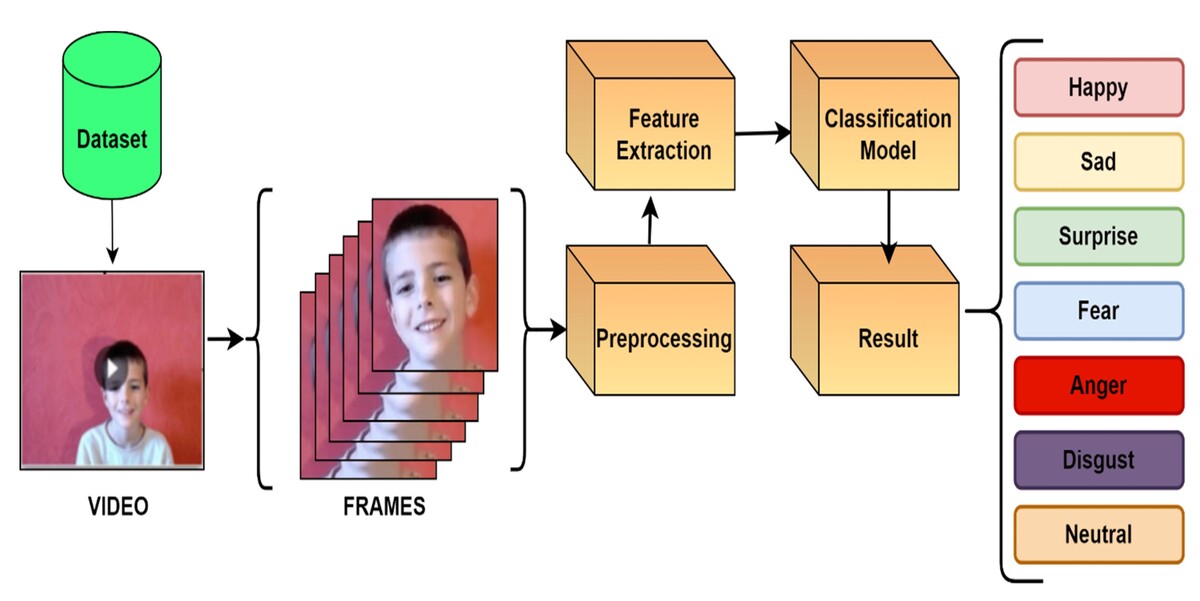 Dataset
VIDEO
FRAMES
Preprocessing
Feature
Extraction
Classification
Model
Result
Happy
Sad
Surprise
Fear
Anger
Disgust
Neutral